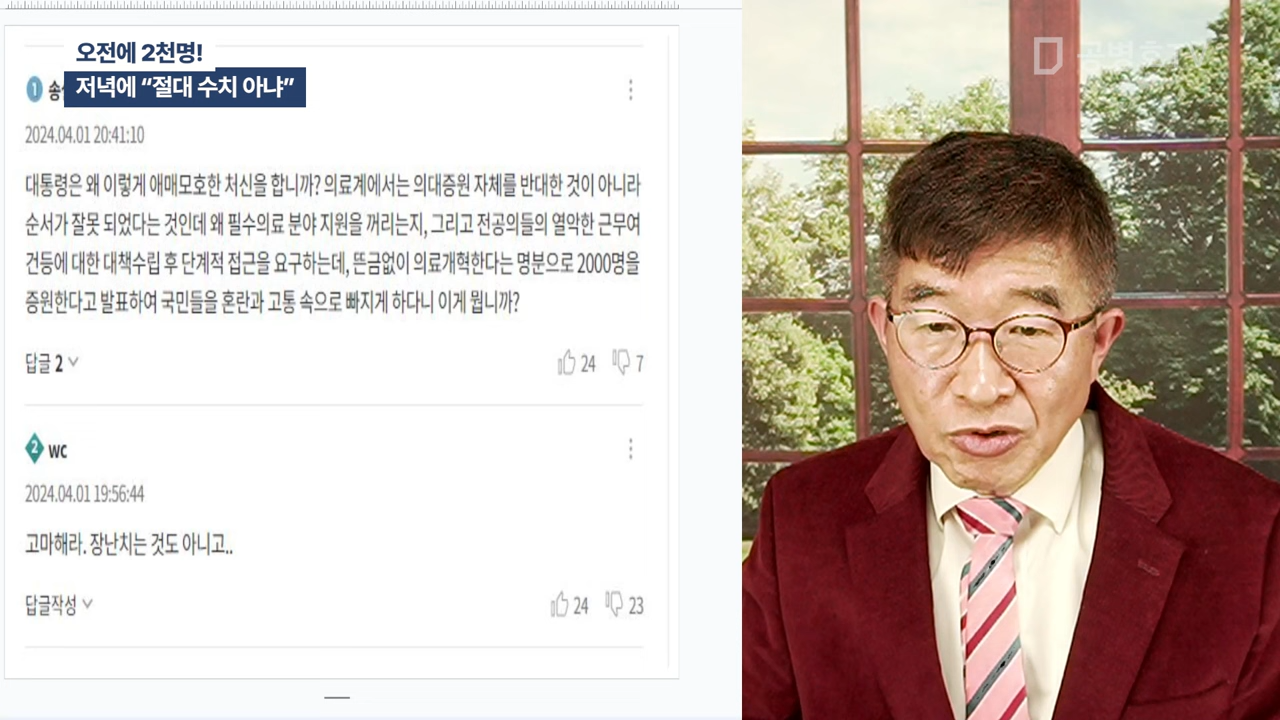 오전에 2천명!
저녁에 “절대 수치 아냐”
1 송
2024.04.01 20:41:10
대통령은 왜 이렇게 애매모호한 처신을 합니까? 의료계에서는 의대증원 자체를 반대한 것이 아니라
순서가 잘못 되었다는 것인데 왜 필수의료 분야 지원을 꺼리는지, 그리고 전공의들의 열악한 근무여
건등에 대한 대책수립 후 단계적 접근을 요구하는데, 뜬금없이 의료개혁한다는 명분으로 2000명을
증원한다고 발표하여 국민들을 혼란과 고통 속으로 빠지게 하다니 이게 뭡니까?
답글 2
24 7
2 wc
2024.04.01 19:56:44
고마해라. 장난치는 것도 아니고..
답글작성
24 23